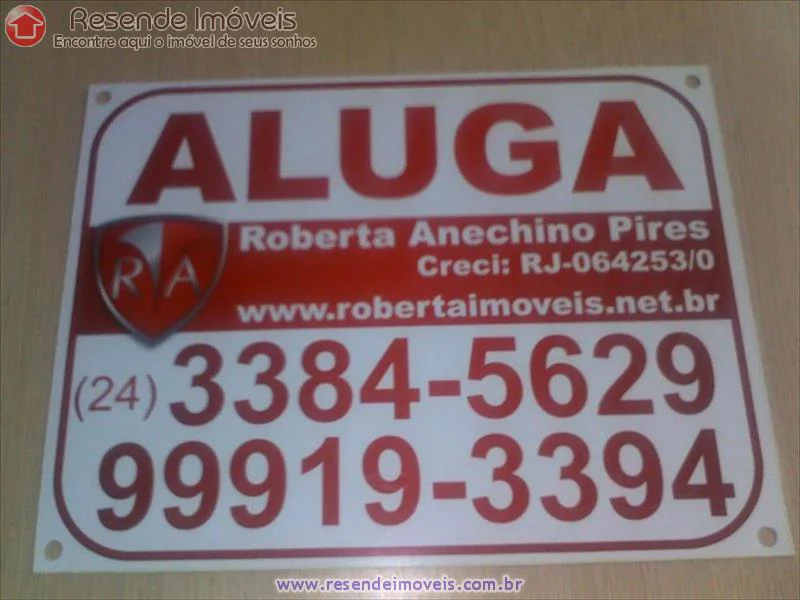 Resende Imóveis
Encontre aqui o imóvel de seus sonhos
ALUGA
RA
Roberta Anechino Pires
Creci: RJ-064253/0
www.robertaimoveis.net.br
(24) 3384-5629
99919-3394
www.resendeimoveis.com.br